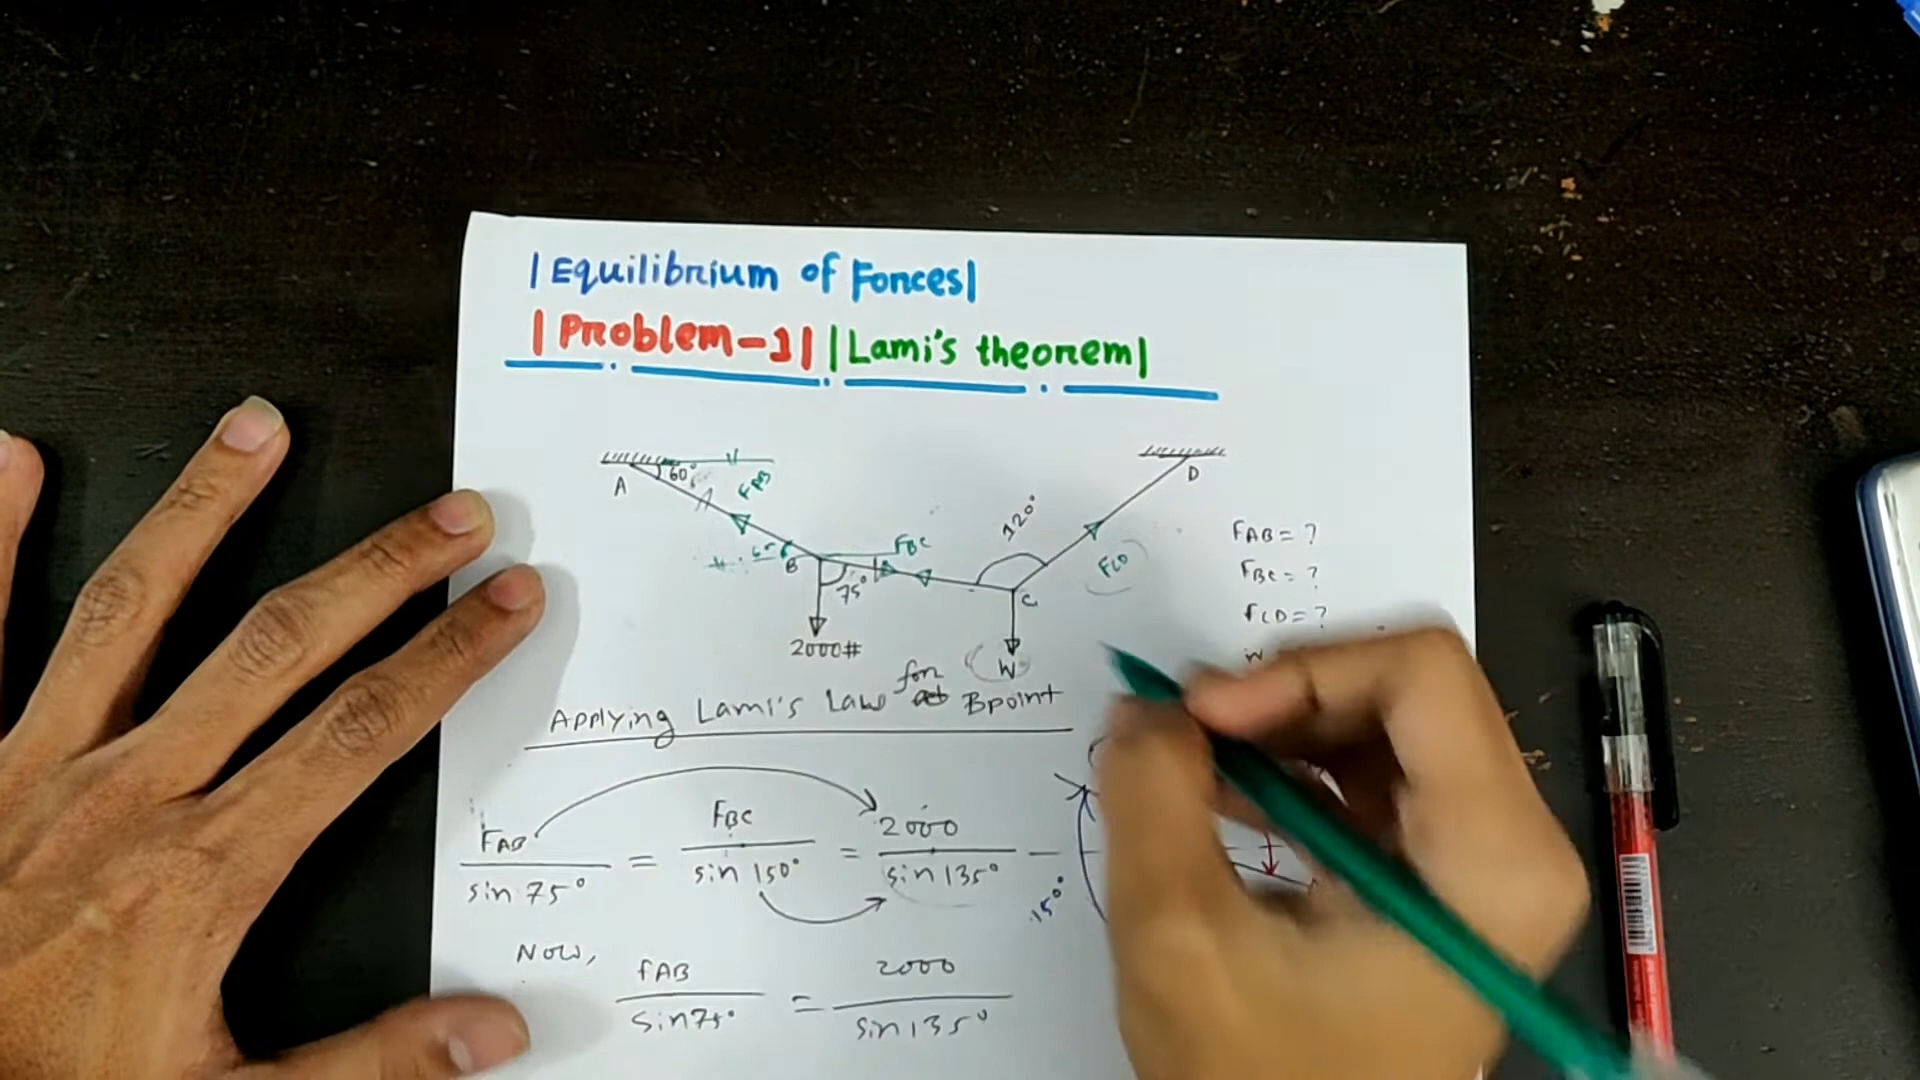 |Equilibrium of Forces|
|Problem-1| |Lami's theorem|
60°
A
FAB
D
120°
FBC
B
75°
C
FCD
2000#
W
FAB = ?
FBC = ?
FCD = ?
W
Applying Lami's Law for B point
FAB / sin 75° = FBC / sin 150° = 2000 / sin 135°
15°
Now,
FAB / sin 75° = 2000 / sin 135°